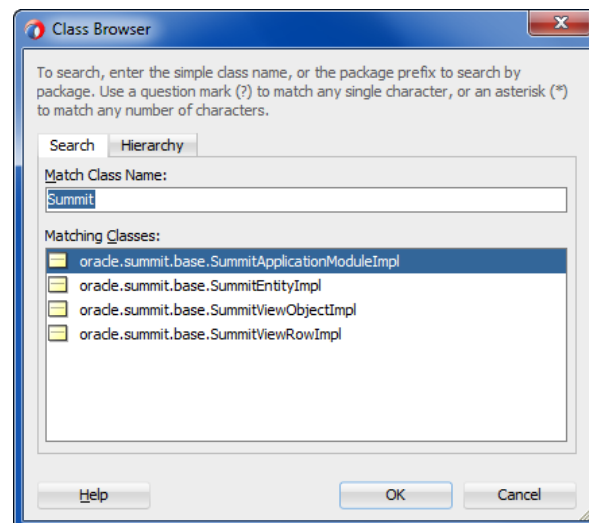 Class Browser
To search, enter the simple class name, or the package prefix to search by
package. Use a question mark (?) to match any single character, or an asterisk (*)
to match any number of characters.
Search Hierarchy
Match Class Name:
Summit
Matching Classes:
oracle.summit.base.SummitApplicationModuleImpl
oracle.summit.base.SummitEntityImpl
oracle.summit.base.SummitViewObjectImpl
oracle.summit.base.SummitViewRowImpl
Help OK Cancel